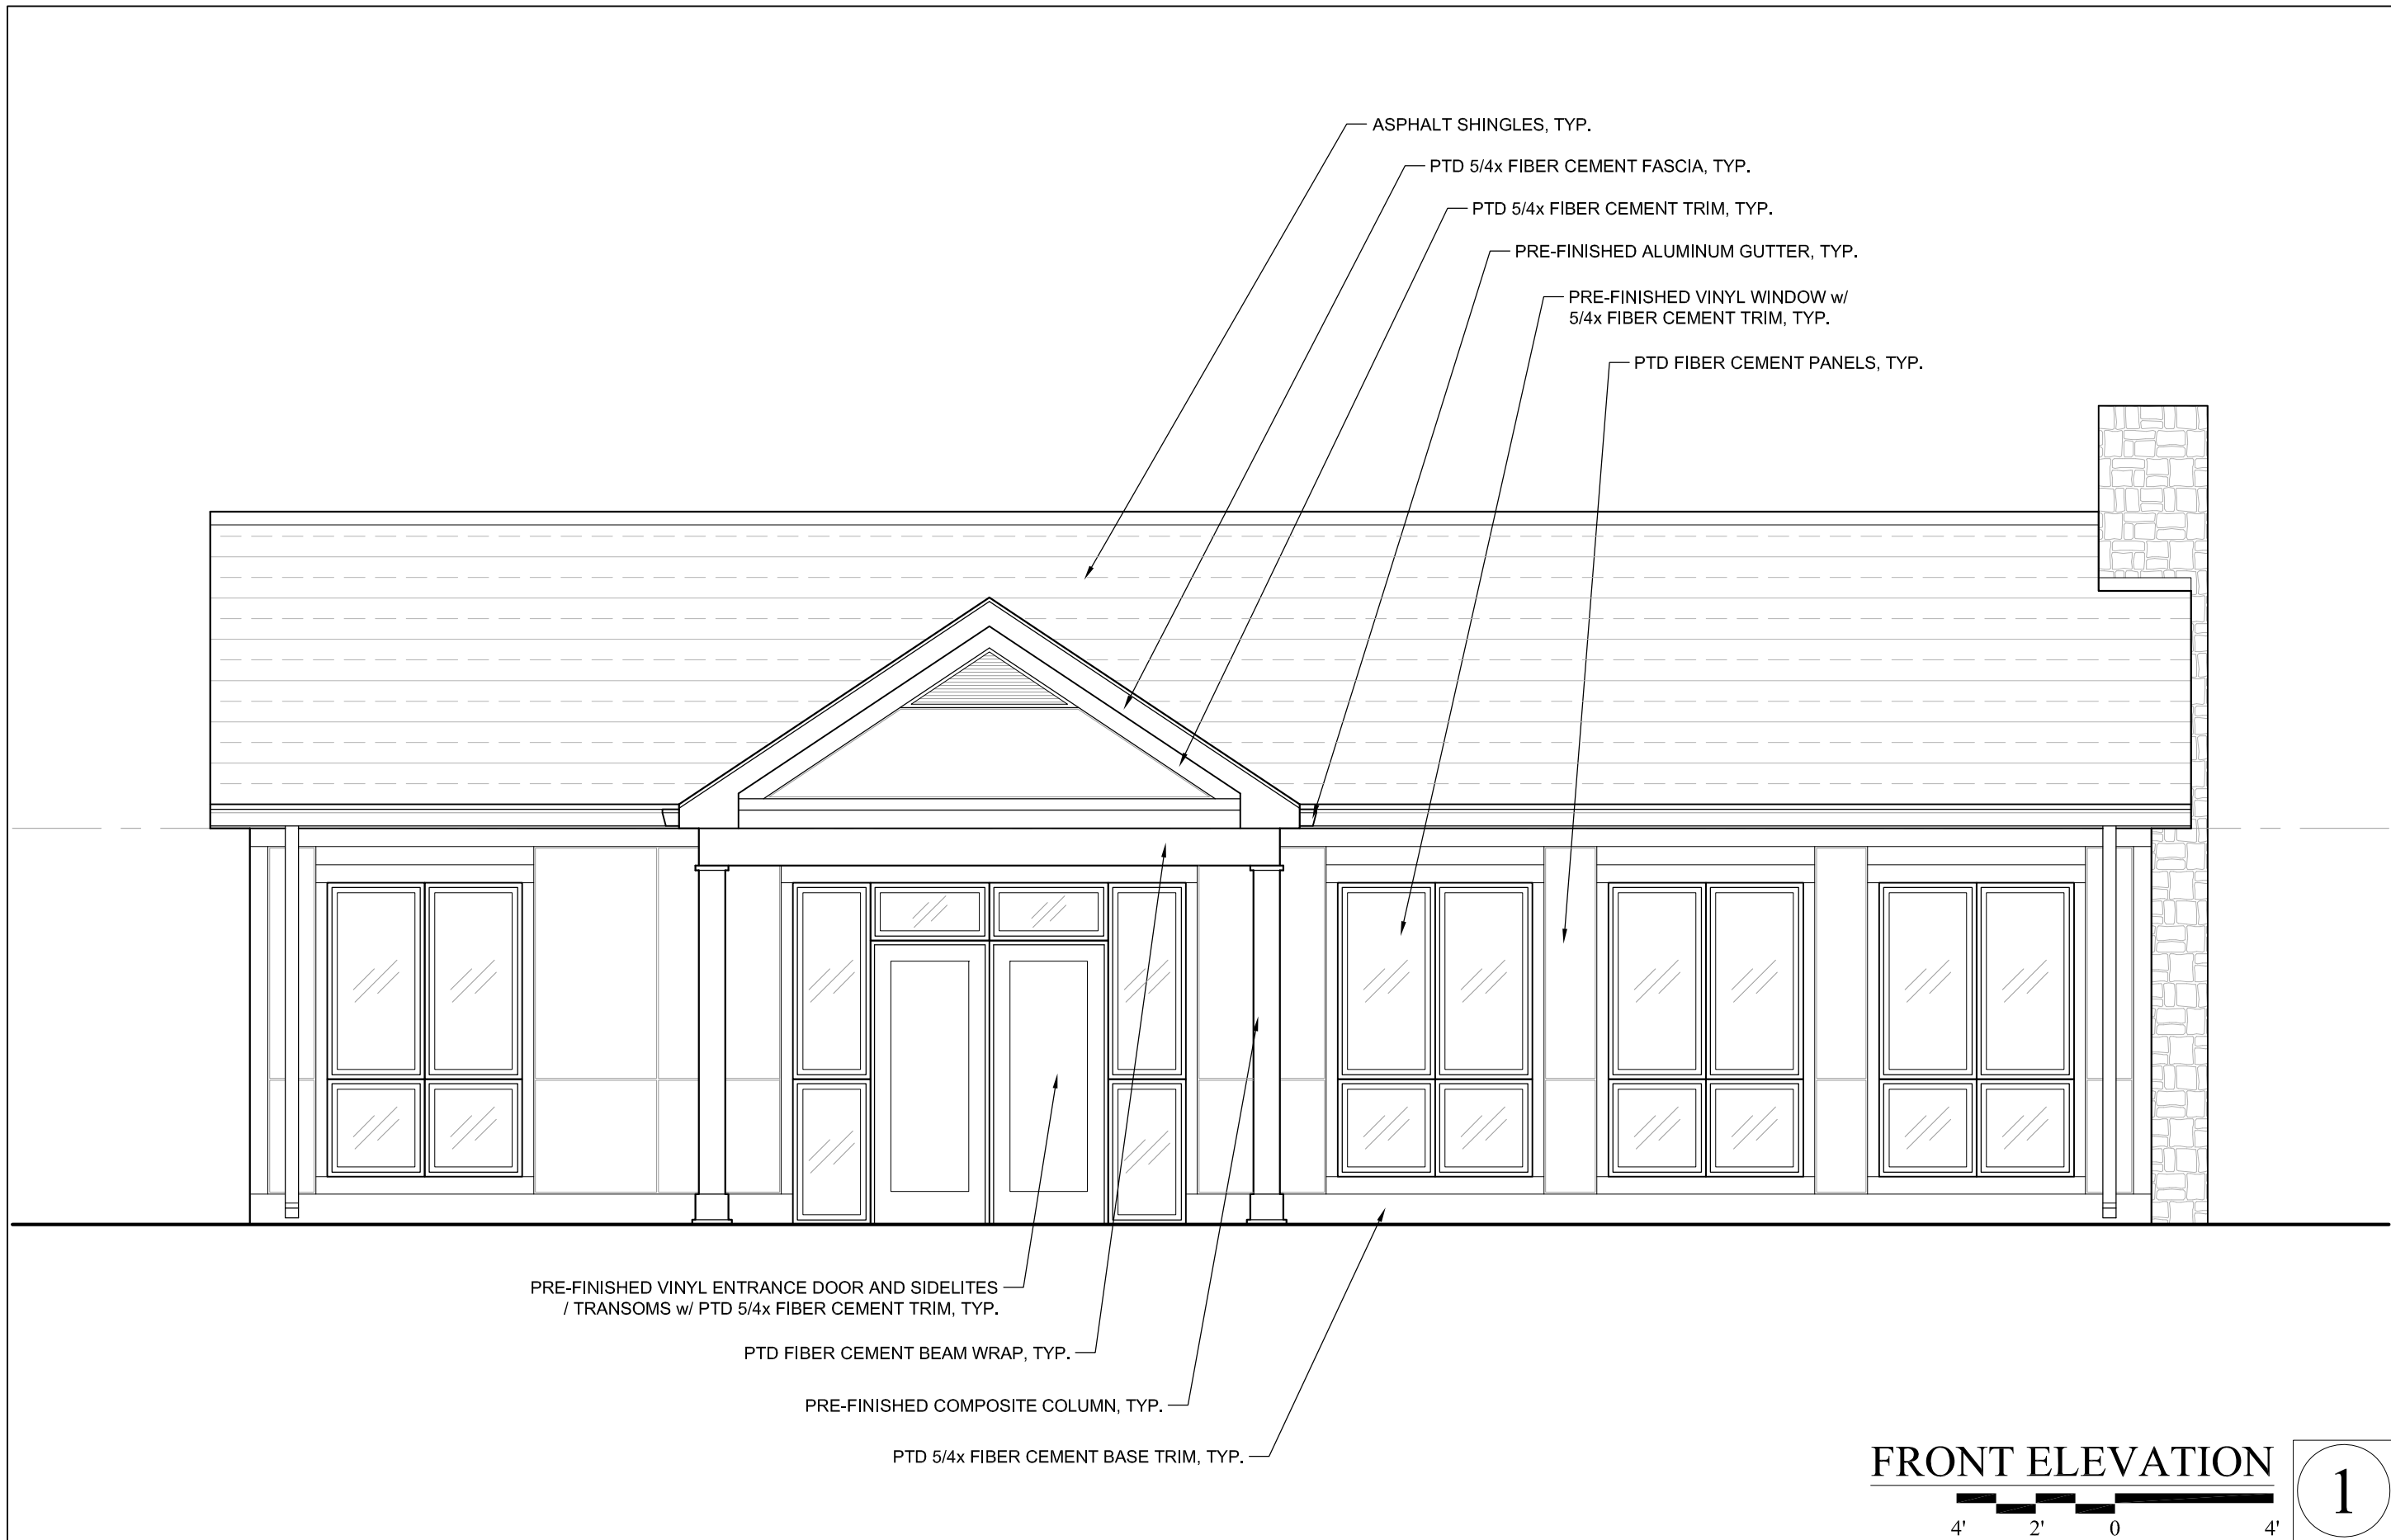 ASPHALT SHINGLES, TYP.
PTD 5/4x FIBER CEMENT FASCIA, TYP.
PTD 5/4x FIBER CEMENT TRIM, TYP.
PRE-FINISHED ALUMINUM GUTTER, TYP.
PRE-FINISHED VINYL WINDOW w/
5/4x FIBER CEMENT TRIM, TYP.
PTD FIBER CEMENT PANELS, TYP.
PRE-FINISHED VINYL ENTRANCE DOOR AND SIDELITES
/ TRANSOMS w/ PTD 5/4x FIBER CEMENT TRIM, TYP.
PTD FIBER CEMENT BEAM WRAP, TYP.
PRE-FINISHED COMPOSITE COLUMN, TYP.
PTD 5/4x FIBER CEMENT BASE TRIM, TYP.
FRONT ELEVATION
1
4' 2' 0 4'